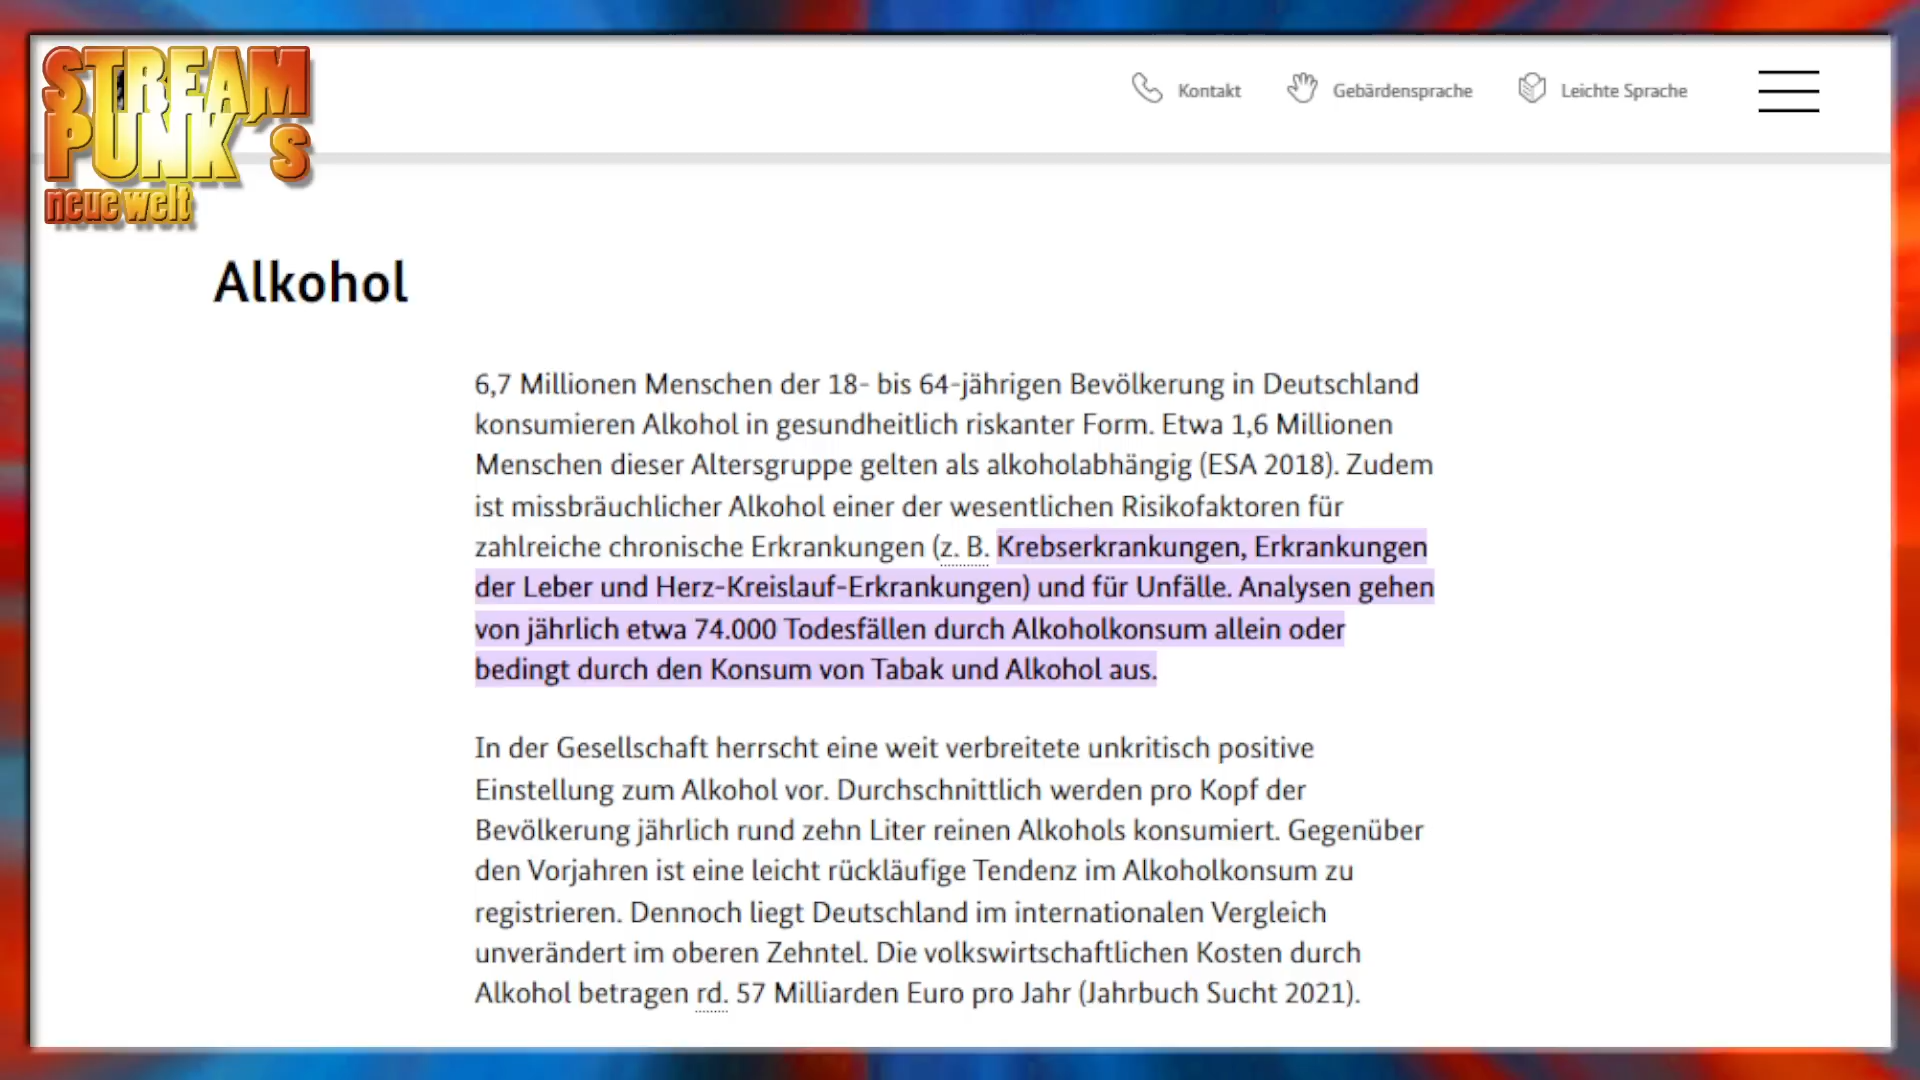 STREAM
PUNK´s
neue welt
Kontakt
Gebärdensprache
Leichte Sprache
Alkohol
6,7 Millionen Menschen der 18- bis 64-jährigen Bevölkerung in Deutschland
konsumieren Alkohol in gesundheitlich riskanter Form. Etwa 1,6 Millionen
Menschen dieser Altersgruppe gelten als alkoholabhängig (ESA 2018). Zudem
ist missbräuchlicher Alkohol einer der wesentlichen Risikofaktoren für
zahlreiche chronische Erkrankungen (z. B. Krebserkrankungen, Erkrankungen
der Leber und Herz-Kreislauf-Erkrankungen) und für Unfälle. Analysen gehen
von jährlich etwa 74.000 Todesfällen durch Alkoholkonsum allein oder
bedingt durch den Konsum von Tabak und Alkohol aus.
In der Gesellschaft herrscht eine weit verbreitete unkritisch positive
Einstellung zum Alkohol vor. Durchschnittlich werden pro Kopf der
Bevölkerung jährlich rund zehn Liter reinen Alkohols konsumiert. Gegenüber
den Vorjahren ist eine leicht rückläufige Tendenz im Alkoholkonsum zu
registrieren. Dennoch liegt Deutschland im internationalen Vergleich
unverändert im oberen Zehntel. Die volkswirtschaftlichen Kosten durch
Alkohol betragen rd. 57 Milliarden Euro pro Jahr (Jahrbuch Sucht 2021).